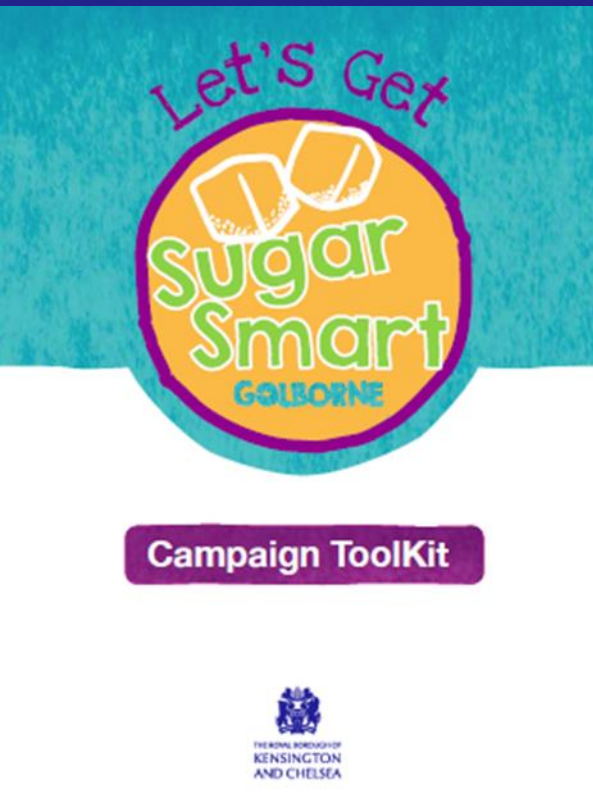 Let's Get
Sugar
Smart
GOLBORNE
Campaign ToolKit
THE ROYAL BOROUGH OF
KENSINGTON
AND CHELSEA